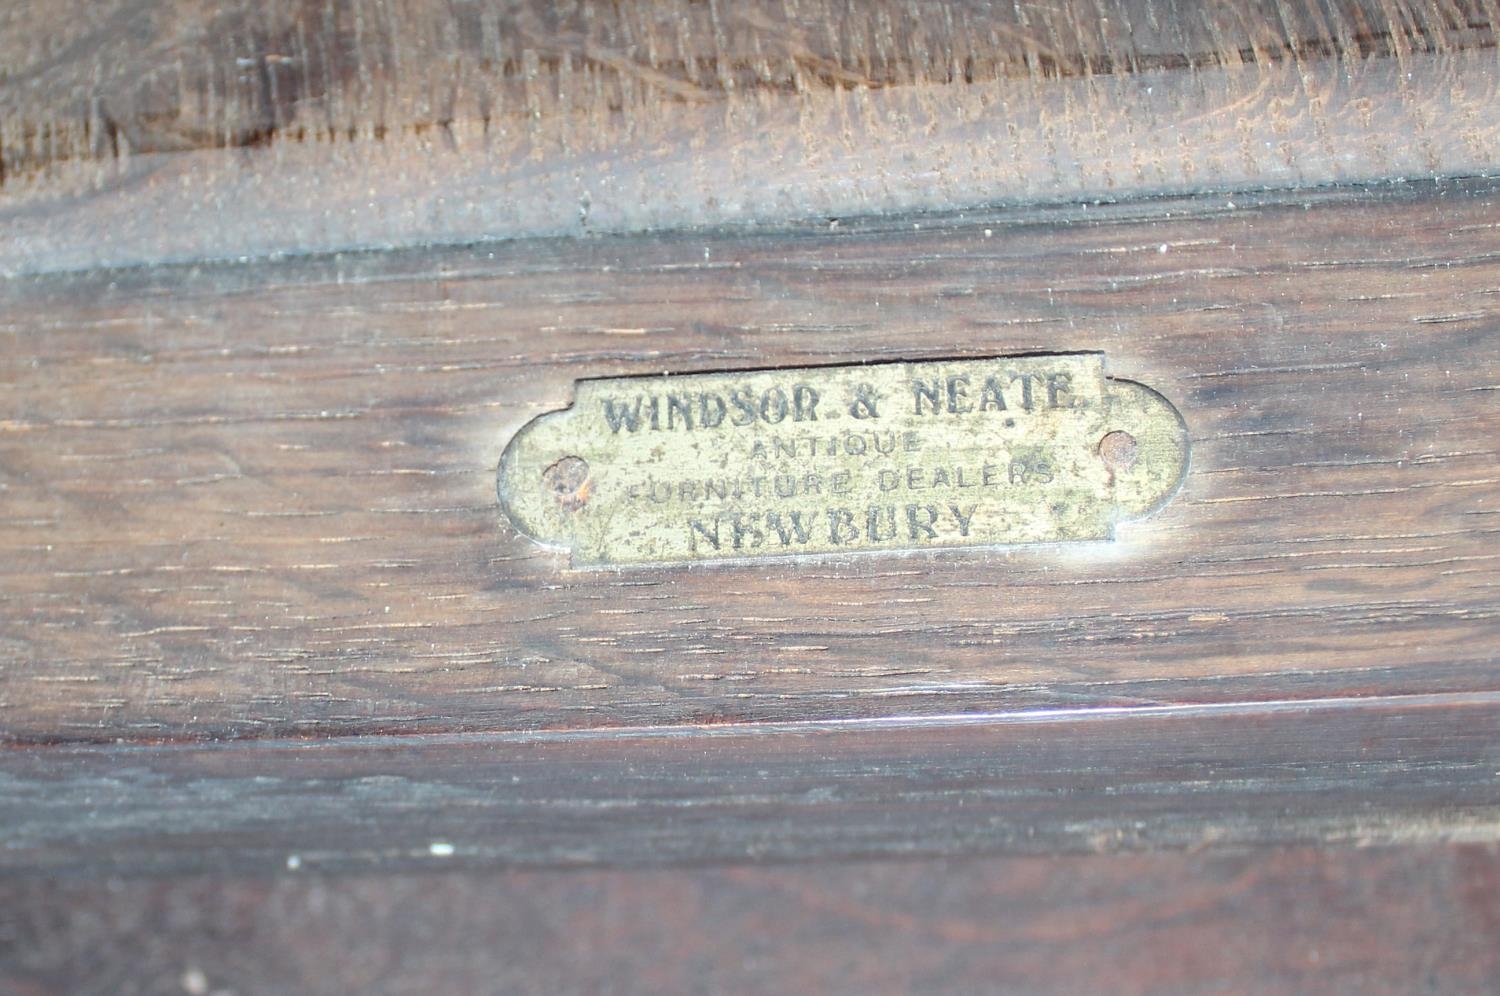 WINDSOR & NEATE.
ANTIQUE
FURNITURE DEALERS
NEWBURY